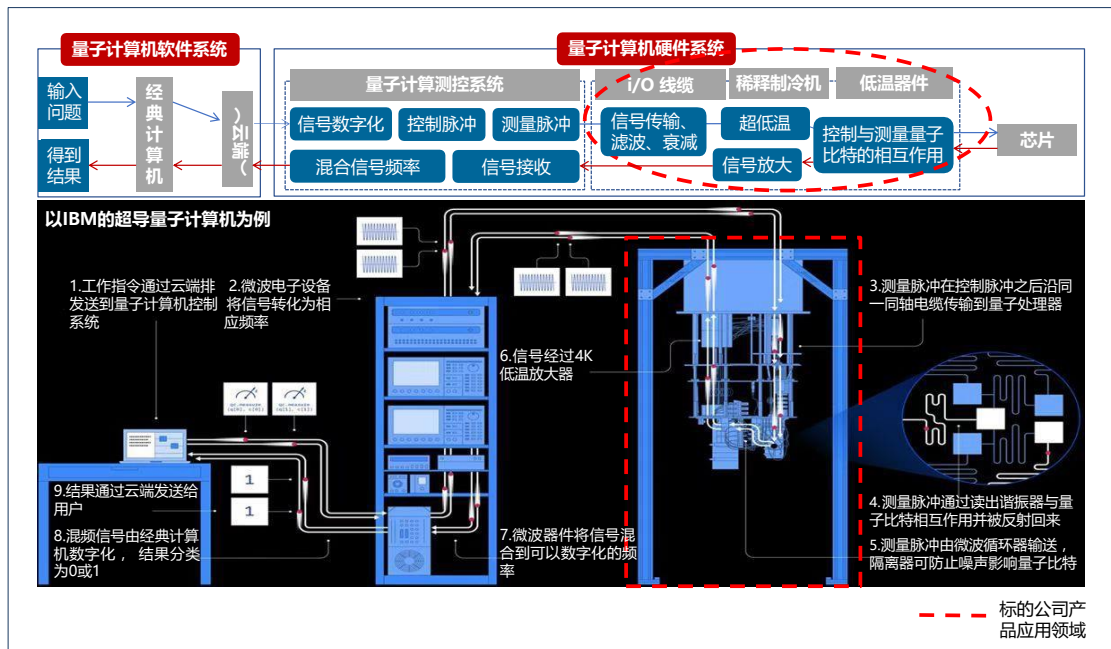 量子计算机软件系统
量子计算机硬件系统
输入
问题
得到
结果
经
典
计
算
机
(云端)
量子计算测控系统
i/O 线缆
稀释制冷机
低温器件
信号数字化
控制脉冲
测量脉冲
信号传输、
滤波、衰减
超低温
控制与测量量子
比特的相互作用
芯片
混合信号频率
信号接收
信号放大
以IBM的超导量子计算机为例
1.工作指令通过云端排
发送到量子计算机控制
系统
2.微波电子设备
将信号转化为相
应频率
3.测量脉冲在控制脉冲之后沿同
一同轴电缆传输到量子处理器
6.信号经过4K
低温放大器
1
1
9.结果通过云端发送给
用户
8.混频信号由经典计算
机数字化， 结果分类
为0或1
7.微波器件将信号混
合到可以数字化的频
率
4.测量脉冲通过读出谐振器与量
子比特相互作用并被反射回来
5.测量脉冲由微波循环器输送，
隔离器可防止噪声影响量子比特
标的公司产
品应用领域